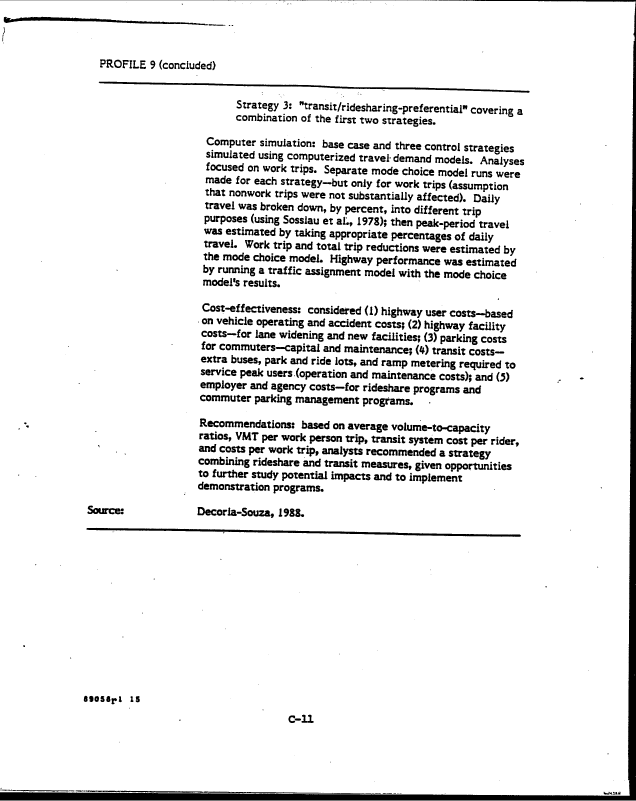 PROFILE 9 (concluded)
Strategy 3: "transit/ridesharing-preferential" covering a
combination of the first two strategies.
Computer simulation: base case and three control strategies
simulated using computerized travel demand models. Analyses
focused on work trips. Separate mode choice model runs were
made for each strategy—but only for work trips (assumption
that nonwork trips were not substantially affected). Daily
travel was broken down, by percent, into different trip
purposes (using Sosslau et al., 1978); then peak-period travel
was estimated by taking appropriate percentages of daily
travel. Work trip and total trip reductions were estimated by
the mode choice model. Highway performance was estimated
by running a traffic assignment model with the mode choice
model's results.
Cost-effectiveness: considered (1) highway user costs—based
on vehicle operating and accident costs; (2) highway facility
costs—for lane widening and new facilities; (3) parking costs
for commuters—capital and maintenance; (4) transit costs—
extra buses, park and ride lots, and ramp metering required to
service peak users (operation and maintenance costs); and (5)
employer and agency costs—for rideshare programs and
commuter parking management programs.
Recommendations: based on average volume-to-capacity
ratios, VMT per work person trip, transit system cost per rider,
and costs per work trip, analysts recommended a strategy
combining rideshare and transit measures, given opportunities
to further study potential impacts and to implement
demonstration programs.
Source: Decorla-Souza, 1988.
89058r1 15
C-11